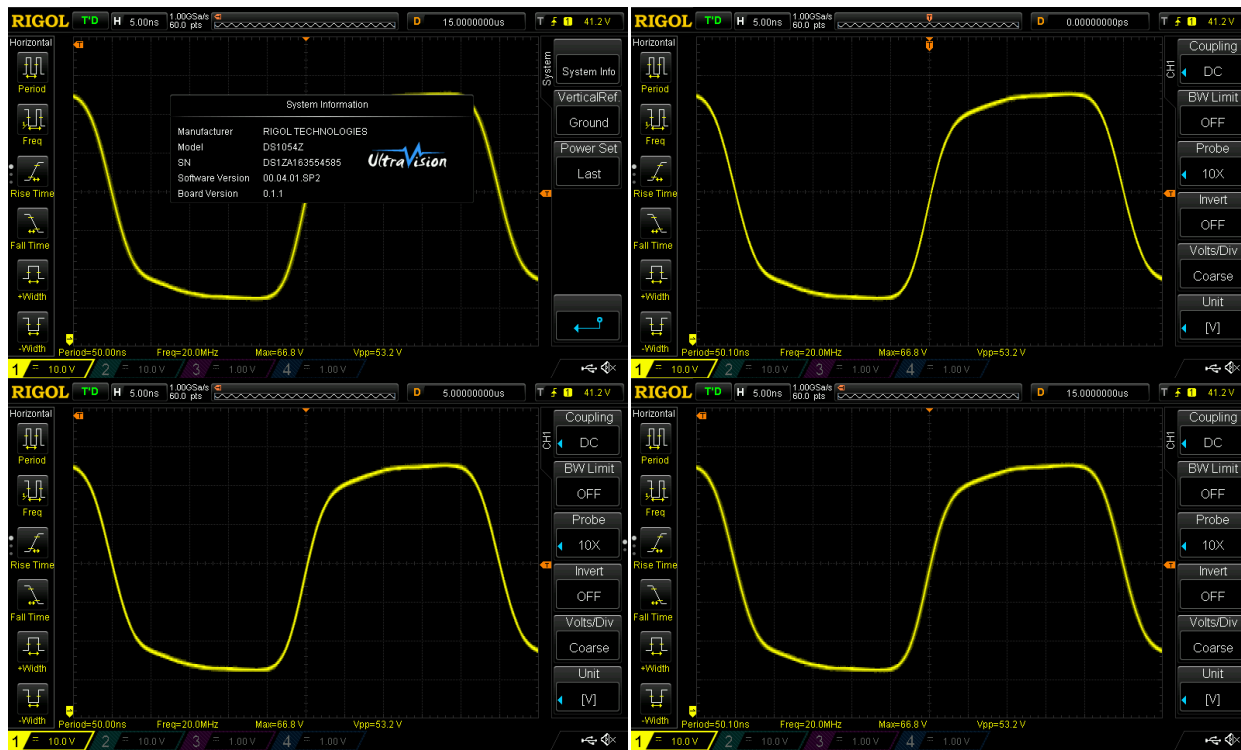 RIGOL T'D H 5.00ns 1.00GSa/s 60.0 pts D 15.0000000us T 1 41.2 V
Horizontal
Period
Freq
Rise Time
Fall Time
+Width
-Width
System Information
Manufacturer RIGOL TECHNOLOGIES
Model DS1054Z
SN DS1ZA163554585
Software Version 00.04.01.SP2
Board Version 0.1.1
UltraVision
System
System Info
VerticalRef.
Ground
Power Set
Last
Period=50.00ns Freq=20.0MHz Max=66.8 V Vpp=53.2 V
1 = 10.0 V 2 = 10.0 V 3 = 1.00 V 4 = 1.00 V
RIGOL T'D H 5.00ns 1.00GSa/s 60.0 pts D 0.00000000ps T 1 41.2 V
Horizontal
Period
Freq
Rise Time
Fall Time
+Width
-Width
CH1
Coupling
DC
BW Limit
OFF
Probe
10X
Invert
OFF
Volts/Div
Coarse
Unit
[V]
Period=50.10ns Freq=20.0MHz Max=66.8 V Vpp=53.2 V
1 = 10.0 V 2 = 10.0 V 3 = 1.00 V 4 = 1.00 V
RIGOL T'D H 5.00ns 1.00GSa/s 60.0 pts D 5.00000000us T 1 41.2 V
Horizontal
Period
Freq
Rise Time
Fall Time
+Width
-Width
CH1
Coupling
DC
BW Limit
OFF
Probe
10X
Invert
OFF
Volts/Div
Coarse
Unit
[V]
Period=50.00ns Freq=20.0MHz Max=66.8 V Vpp=53.2 V
1 = 10.0 V 2 = 10.0 V 3 = 1.00 V 4 = 1.00 V
RIGOL T'D H 5.00ns 1.00GSa/s 60.0 pts D 15.0000000us T 1 41.2 V
Horizontal
Period
Freq
Rise Time
Fall Time
+Width
-Width
CH1
Coupling
DC
BW Limit
OFF
Probe
10X
Invert
OFF
Volts/Div
Coarse
Unit
[V]
Period=50.10ns Freq=20.0MHz Max=66.8 V Vpp=53.2 V
1 = 10.0 V 2 = 10.0 V 3 = 1.00 V 4 = 1.00 V